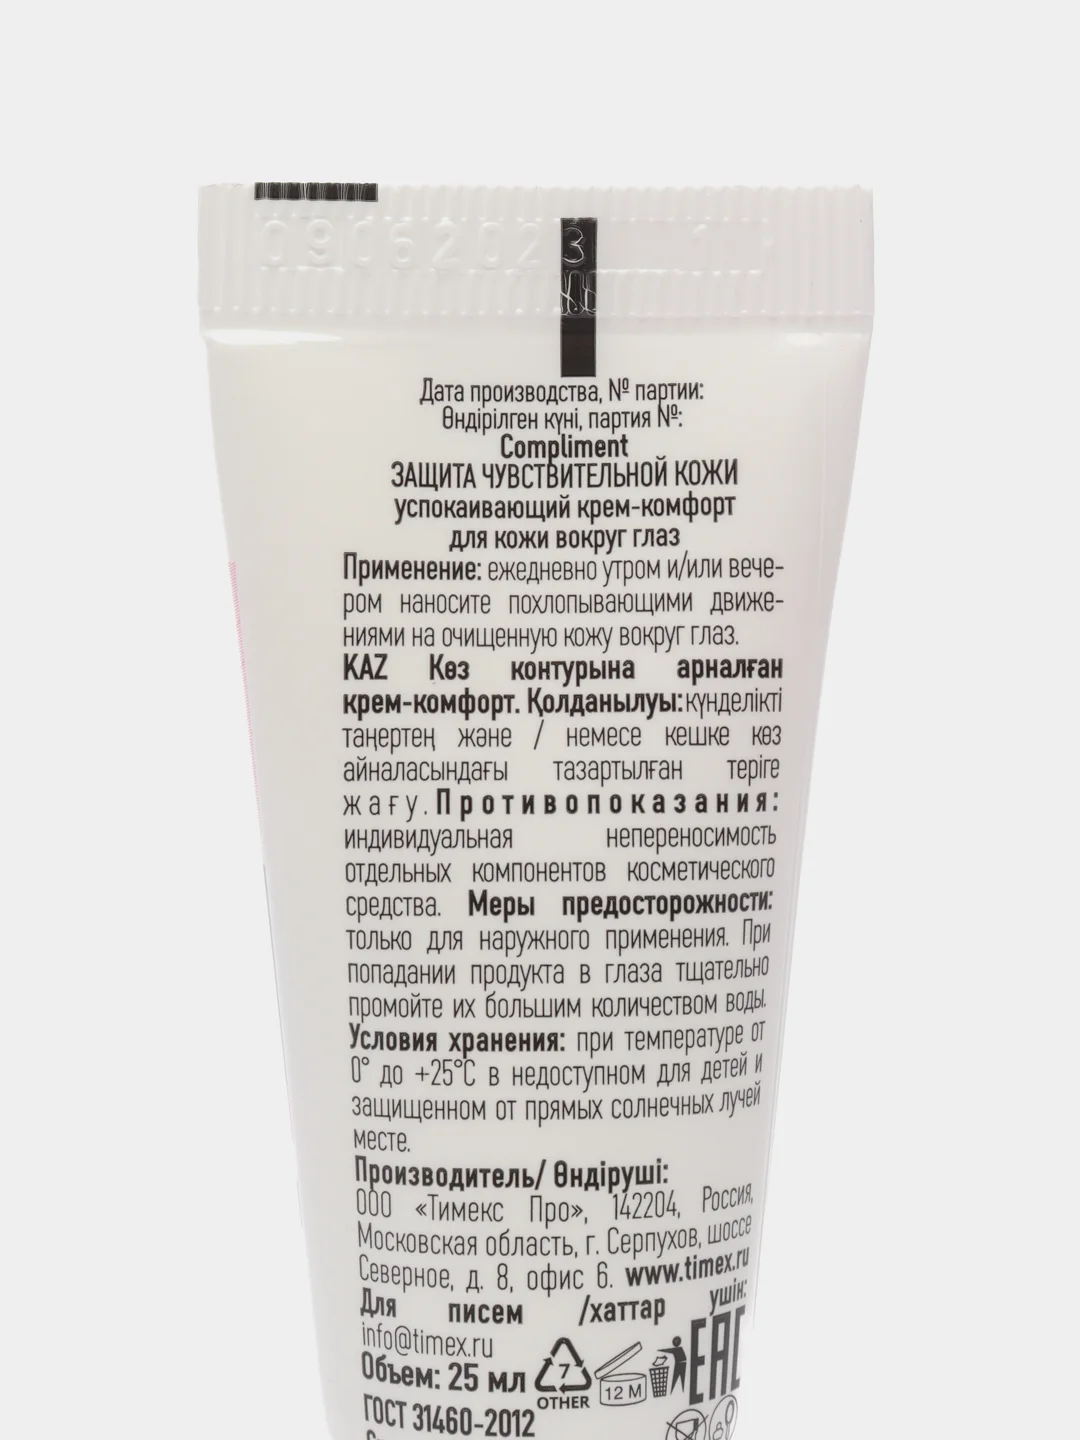 09062023 1
Дата производства, № партии:
Өндірілген күні, партия №:
Compliment
ЗАЩИТА ЧУВСТВИТЕЛЬНОЙ КОЖИ
успокаивающий крем-комфорт
для кожи вокруг глаз
Применение: ежедневно утром и/или вече-
ром наносите похлопывающими движе-
ниями на очищенную кожу вокруг глаз.
KAZ Көз контурына арналған
крем-комфорт. Қолданылуы: күнделікті
таңертең және / немесе кешке көз
айналасындағы тазартылған теріге
жағу. Противопоказания:
индивидуальная непереносимость
отдельных компонентов косметического
средства. Меры предосторожности:
только для наружного применения. При
попадании продукта в глаза тщательно
промойте их большим количеством воды.
Условия хранения: при температуре от
0° до +25°C в недоступном для детей и
защищенном от прямых солнечных лучей
месте.
Производитель/ Өндіруші:
ООО «Тимекс Про», 142204, Россия,
Московская область, г. Серпухов, шоссе
Северное, д. 8, офис 6. www.timex.ru
Для писем /хаттар үшін:
info@timex.ru
Объем: 25 мл
7
OTHER
12 M
EAC
ГОСТ 31460-2012